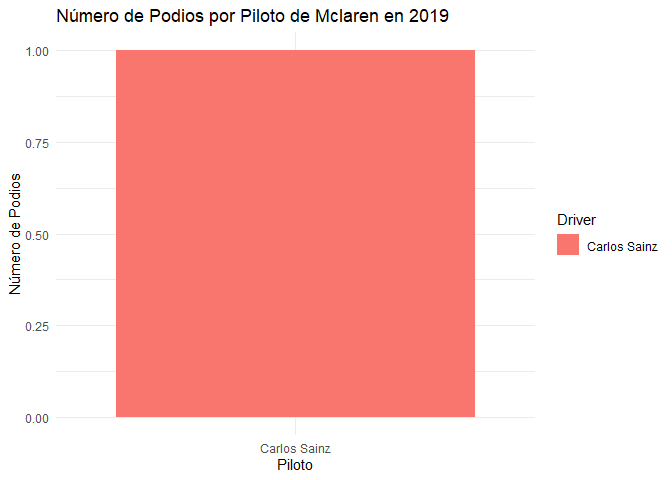 Número de Podios por Piloto de Mclaren en 2019
Número de Podios
1.00
0.75
0.50
0.25
0.00
Carlos Sainz
Piloto
Driver
Carlos Sainz